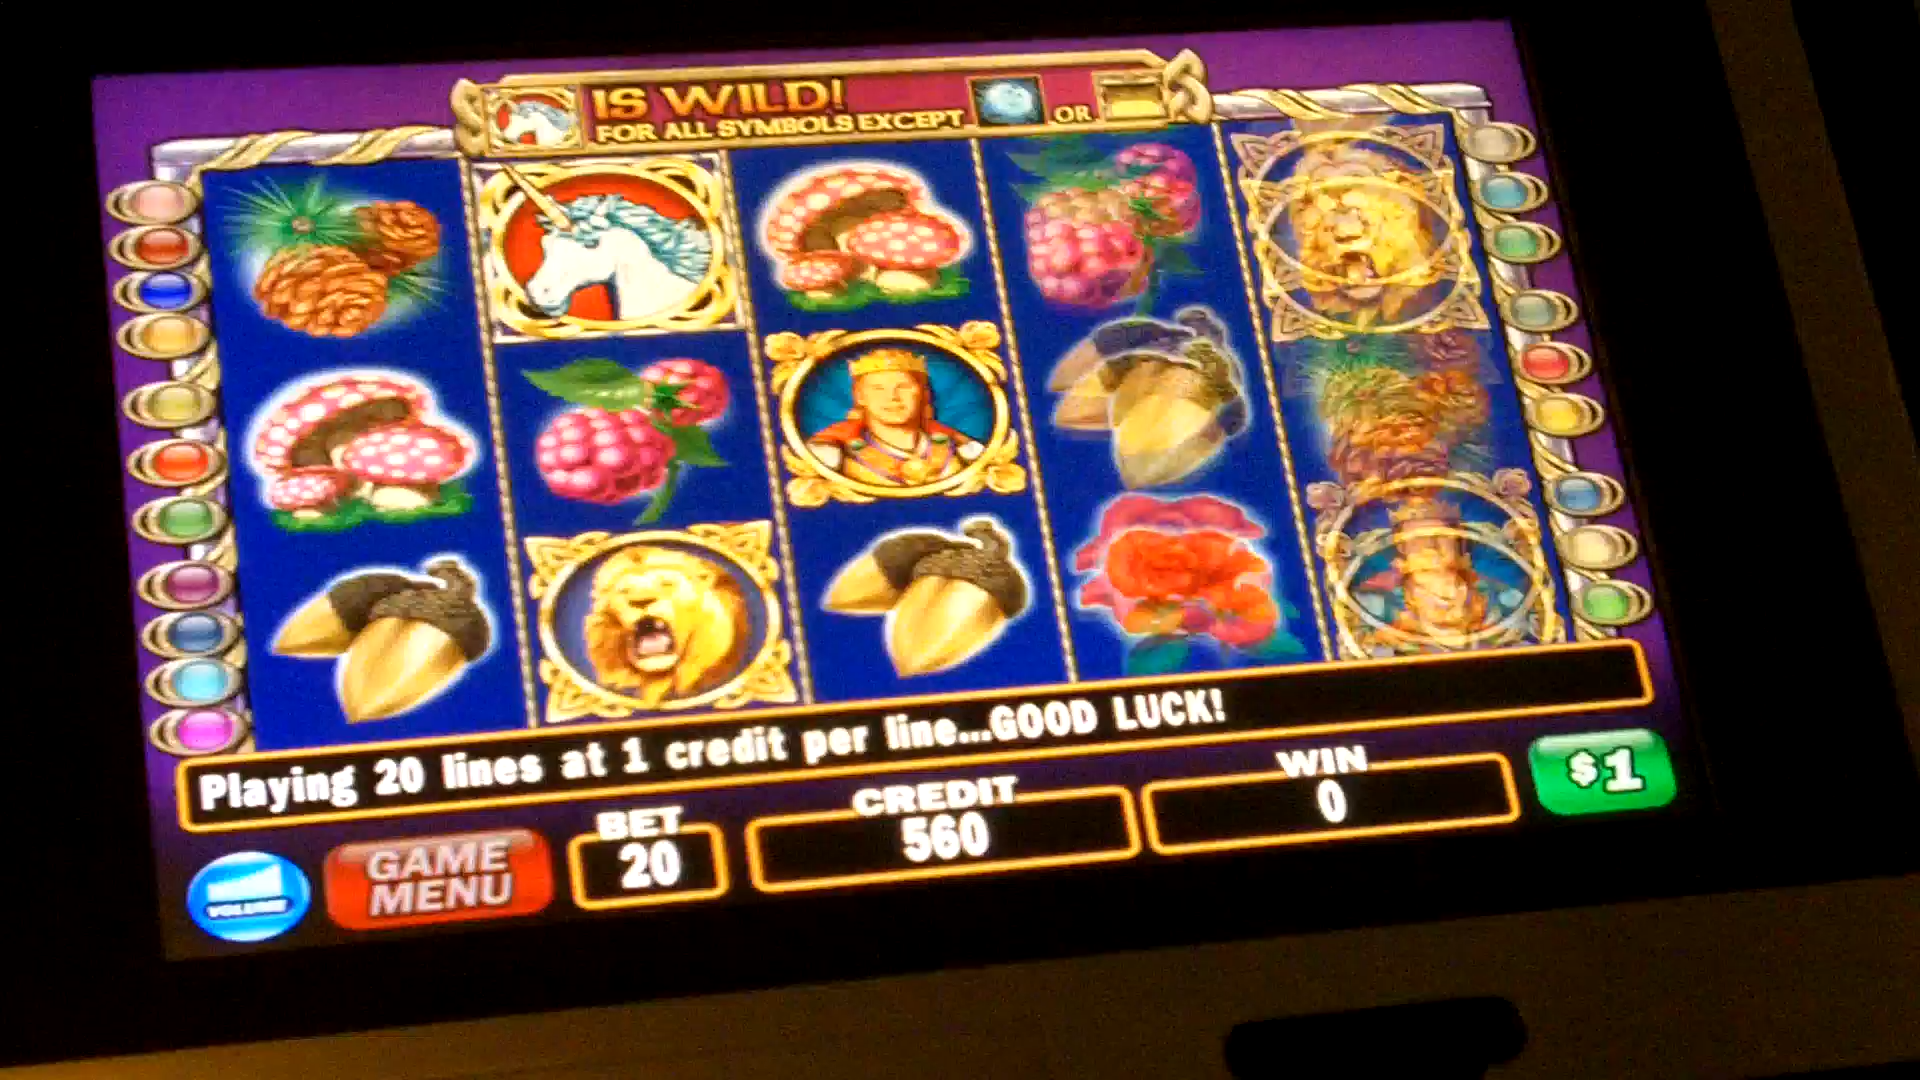 IS WILD!
FOR ALL SYMBOLS EXCEPT OR
Playing 20 lines at 1 credit per line...GOOD LUCK!
BET
20
CREDIT
560
WIN
0
$1
VOLUME
GAME
MENU